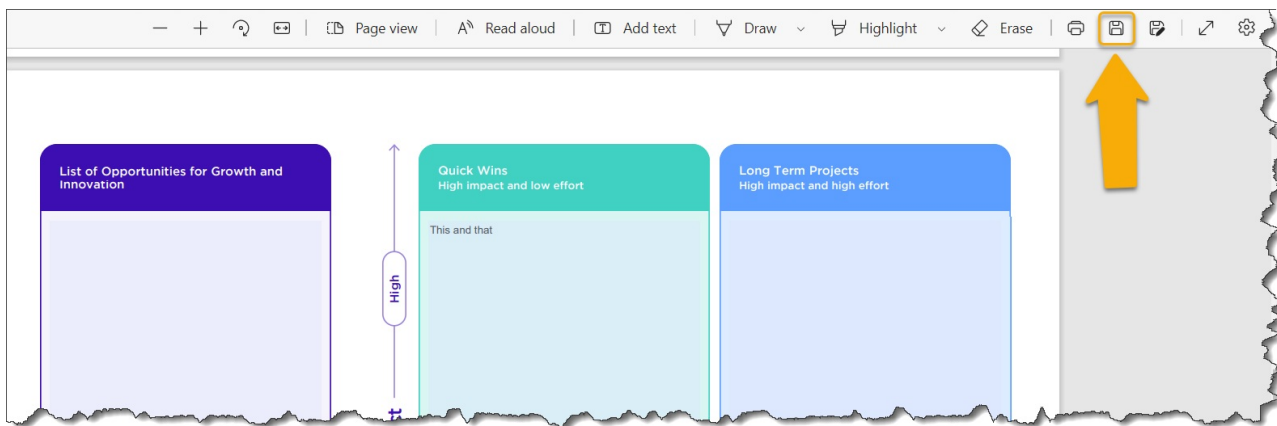 Page view
Read aloud
Add text
Draw
Highlight
Erase
List of Opportunities for Growth and
Innovation
High
Quick Wins
High impact and low effort
This and that
Long Term Projects
High impact and high effort